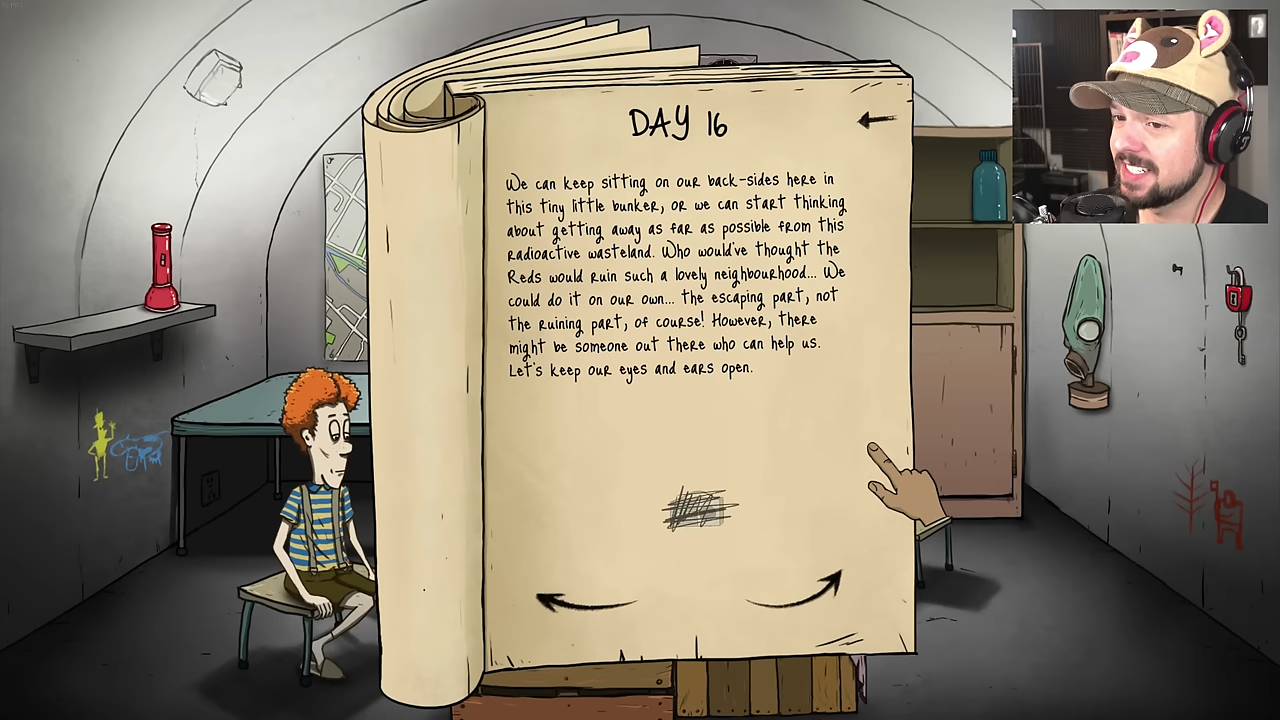 DAY 16
We can keep sitting on our back-sides here in
this tiny little bunker, or we can start thinking
about getting away as far as possible from this
radioactive wasteland. Who would've thought the
Reds would ruin such a lovely neighbourhood... We
could do it on our own... the escaping part, not
the ruining part, of course! However, there
might be someone out there who can help us.
Let's keep our eyes and ears open.